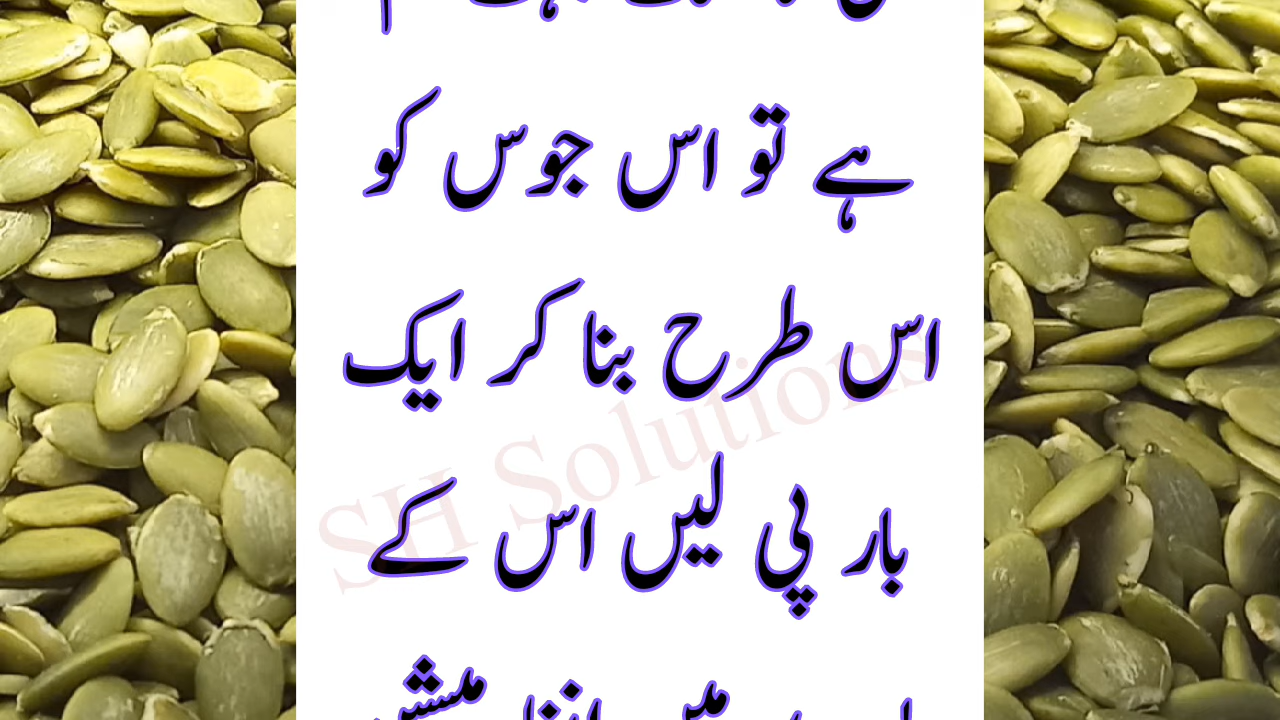 ہے تو اس جوس کو
اس طرح بنا کر ایک
SH Solutions
بار پی لیں اس کے